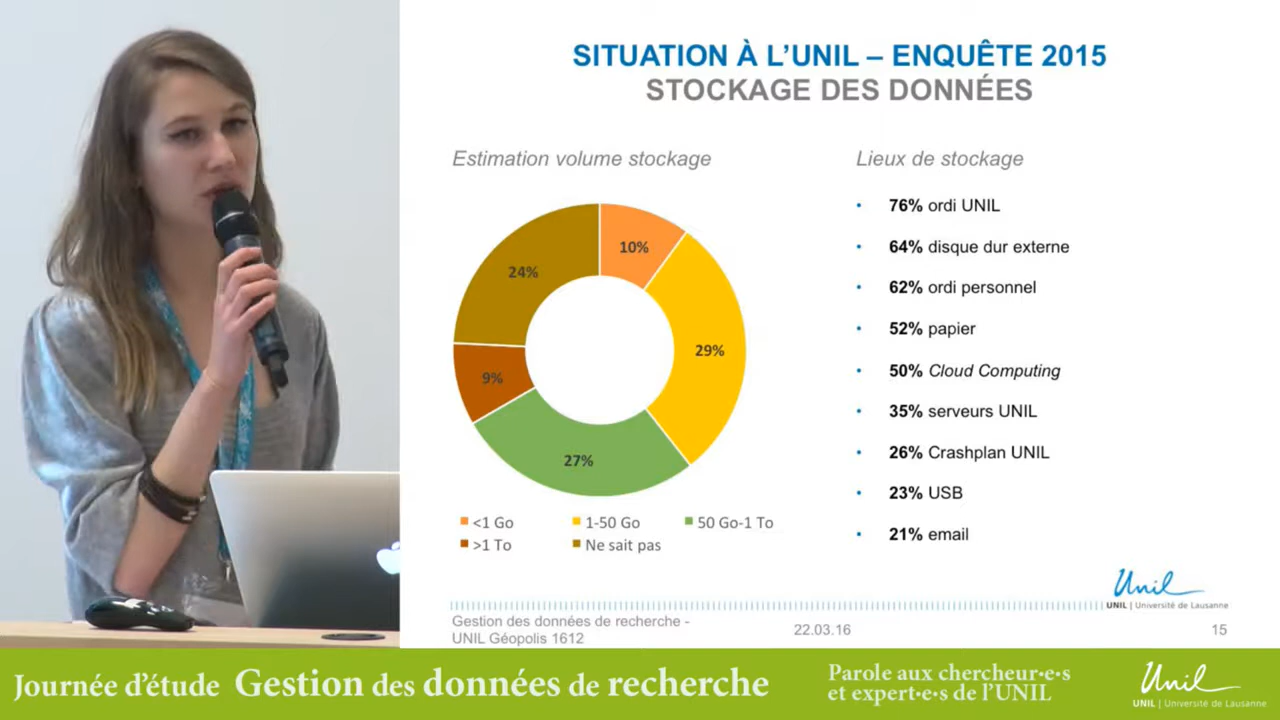 SITUATION À L'UNIL – ENQUÊTE 2015
STOCKAGE DES DONNÉES
Estimation volume stockage
10%
29%
27%
9%
24%
<1 Go
1-50 Go
50 Go-1 To
>1 To
Ne sait pas
Lieux de stockage
• 76% ordi UNIL
• 64% disque dur externe
• 62% ordi personnel
• 52% papier
• 50% Cloud Computing
• 35% serveurs UNIL
• 26% Crashplan UNIL
• 23% USB
• 21% email
Unil
UNIL | Université de Lausanne
Gestion des données de recherche -
UNIL Géopolis 1612
22.03.16
15
Journée d'étude Gestion des données de recherche
Parole aux chercheur•e•s
et expert•e•s de l'UNIL
Unil
UNIL | Université de Lausanne